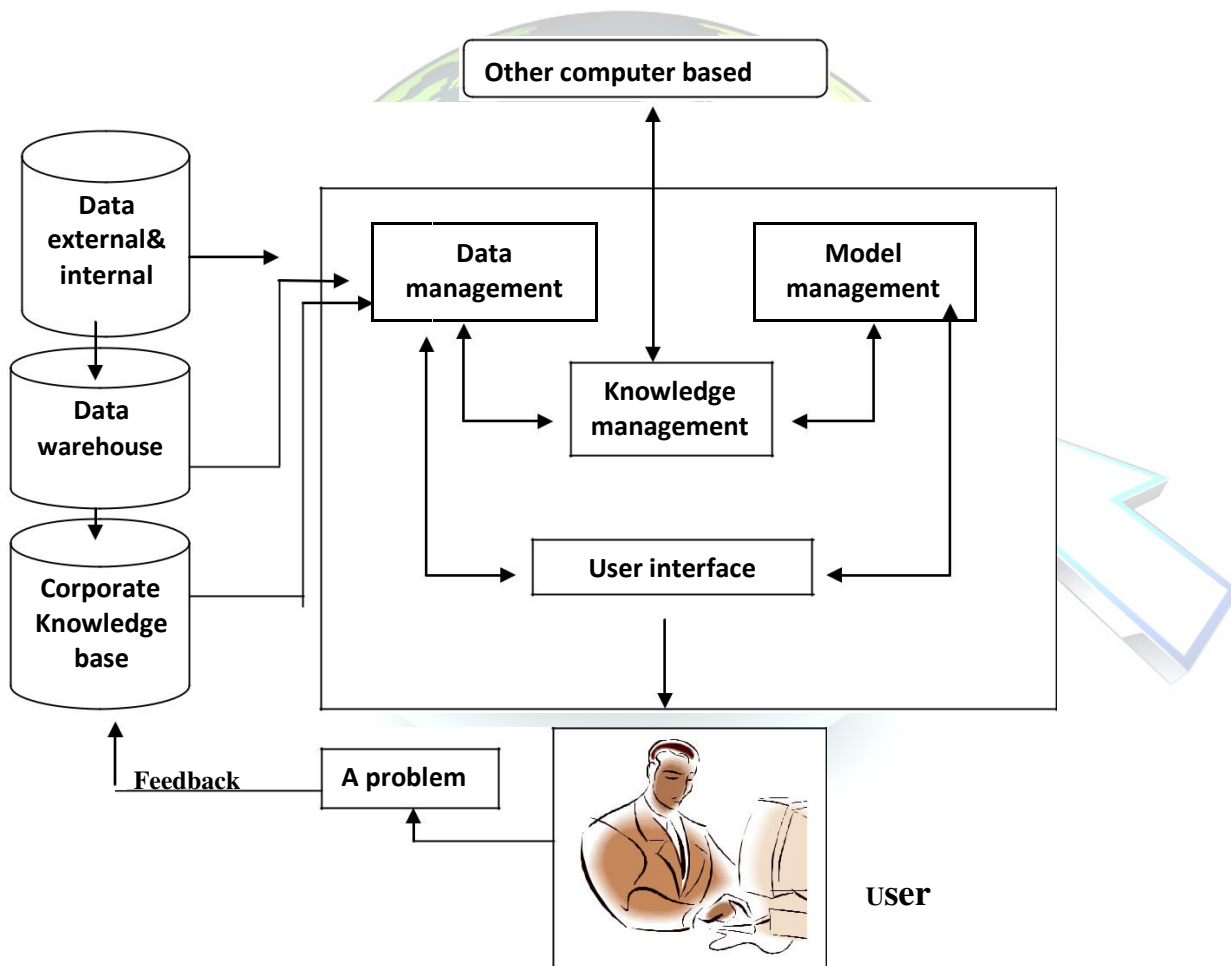 Other computer based
Data
external&
internal
Data
management
Model
management
Knowledge
management
Data
warehouse
User interface
Corporate
Knowledge
base
Feedback
A problem
User